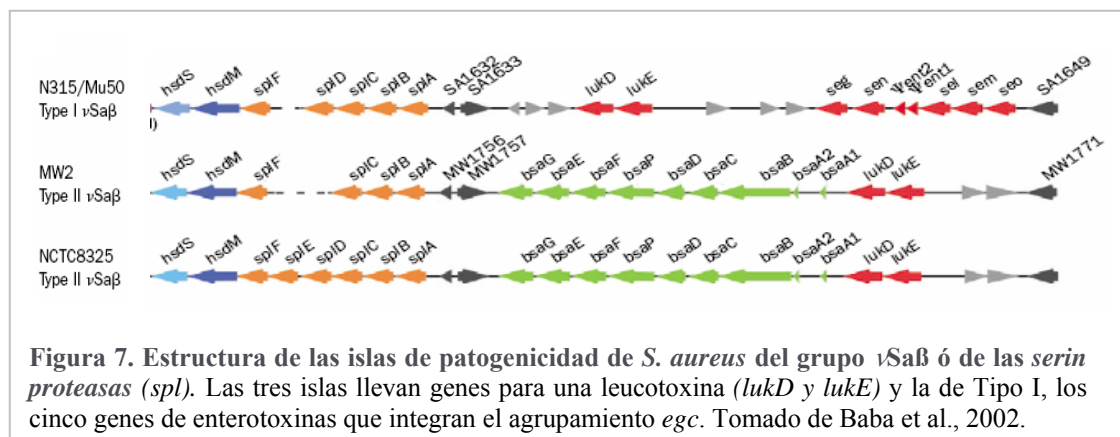 hsdS hsdM splF splD splC splB splA SA1632 SA1633 lukD lukE seg sen Ψent2 Ψent1 sel sem seo SA1649
N315/Mu50
Type I νSaβ
MW2
hsdS hsdM splF splC splB splA MW1756 MW1757 bsaG bsaE bsaF bsaP bsaD bsaC bsaB bsaA2 bsaA1 lukD lukE MW1771
Type II νSaβ
NCTC8325
hsdS hsdM splF splE splD splC splB splA bsaG bsaE bsaF bsaP bsaD bsaC bsaB bsaA2 bsaA1 lukD lukE
Type II νSaβ
Figura 7. Estructura de las islas de patogenicidad de S. aureus del grupo νSaß ó de las serin
proteasas (spl). Las tres islas llevan genes para una leucotoxina (lukD y lukE) y la de Tipo I, los
cinco genes de enterotoxinas que integran el agrupamiento egc. Tomado de Baba et al., 2002.